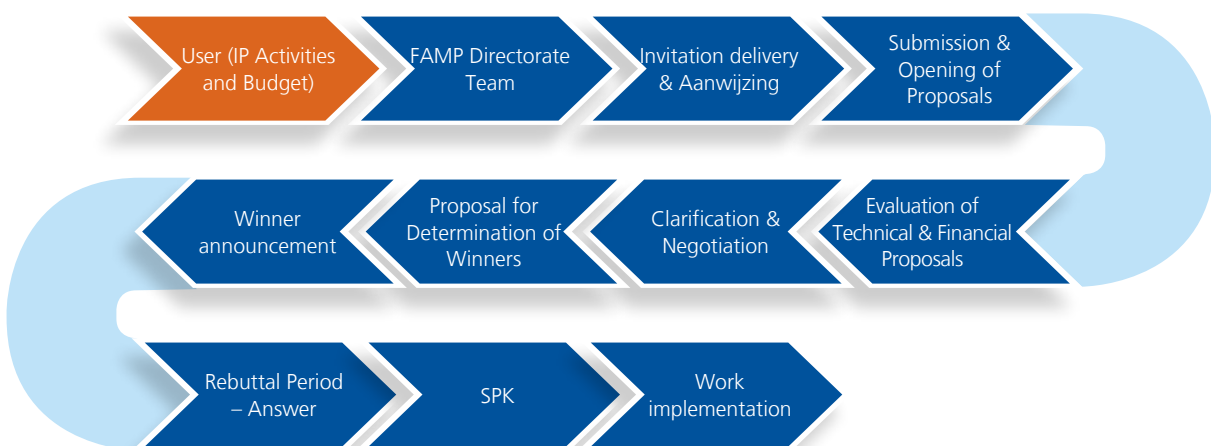 User (IP Activities
and Budget)
FAMP Directorate
Team
Invitation delivery
& Aanwijzing
Submission &
Opening of
Proposals
Evaluation of
Technical & Financial
Proposals
Clarification &
Negotiation
Proposal for
Determination of
Winners
Winner
announcement
Rebuttal Period
– Answer
SPK
Work
implementation